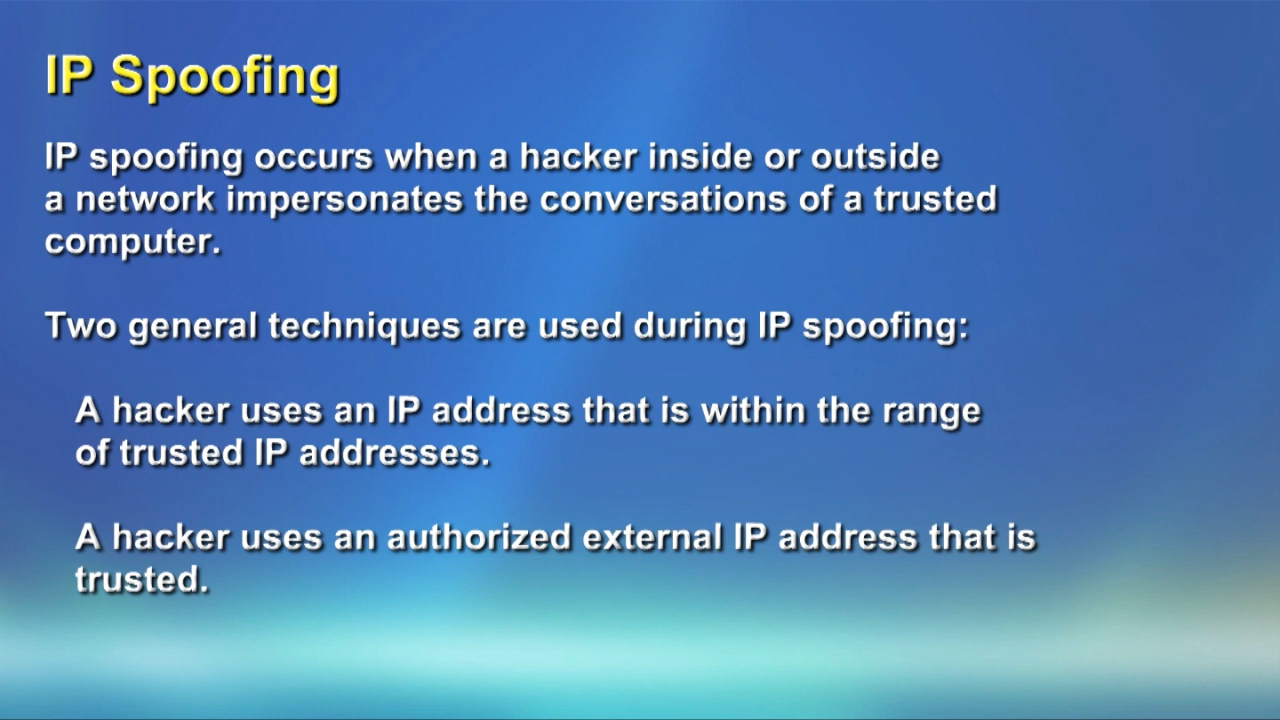 IP Spoofing
IP spoofing occurs when a hacker inside or outside
a network impersonates the conversations of a trusted
computer.
Two general techniques are used during IP spoofing:
A hacker uses an IP address that is within the range
of trusted IP addresses.
A hacker uses an authorized external IP address that is
trusted.